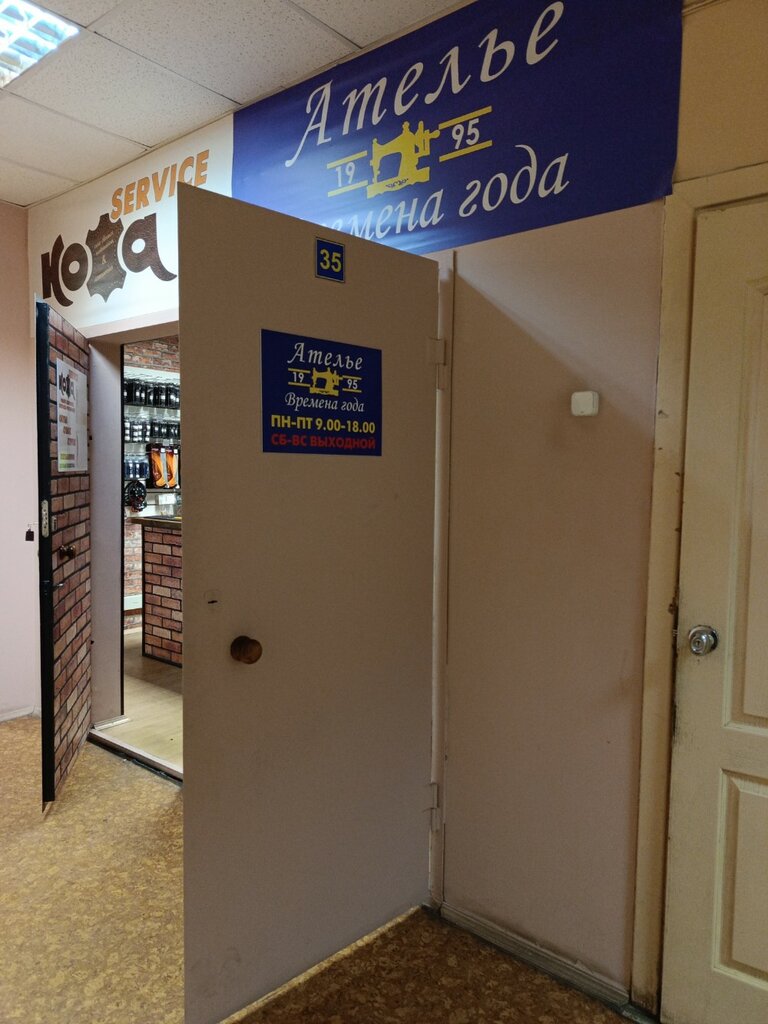 SERVICE
Кожа
Ателье
19 95
Времена года
35
Ателье
19 95
Времена года
ПН-ПТ 9.00-18.00
СБ-ВС ВЫХОДНОЙ